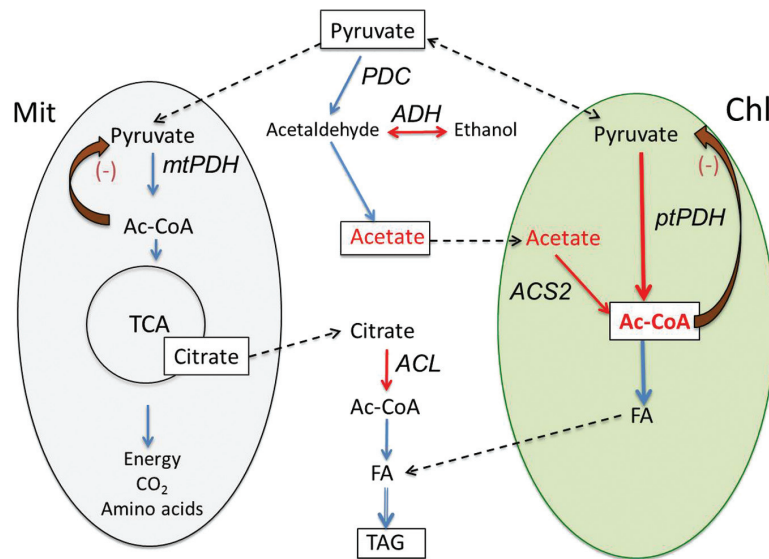 Pyruvate
PDC
Mit
Chl
ADH
Pyruvate
Acetaldehyde
Ethanol
Pyruvate
(-)
mtPDH
(-)
ptPDH
Ac-CoA
Acetate
Acetate
ACS2
TCA
Citrate
Citrate
Ac-CoA
ACL
Ac-CoA
FA
Energy
CO₂
Amino acids
FA
TAG